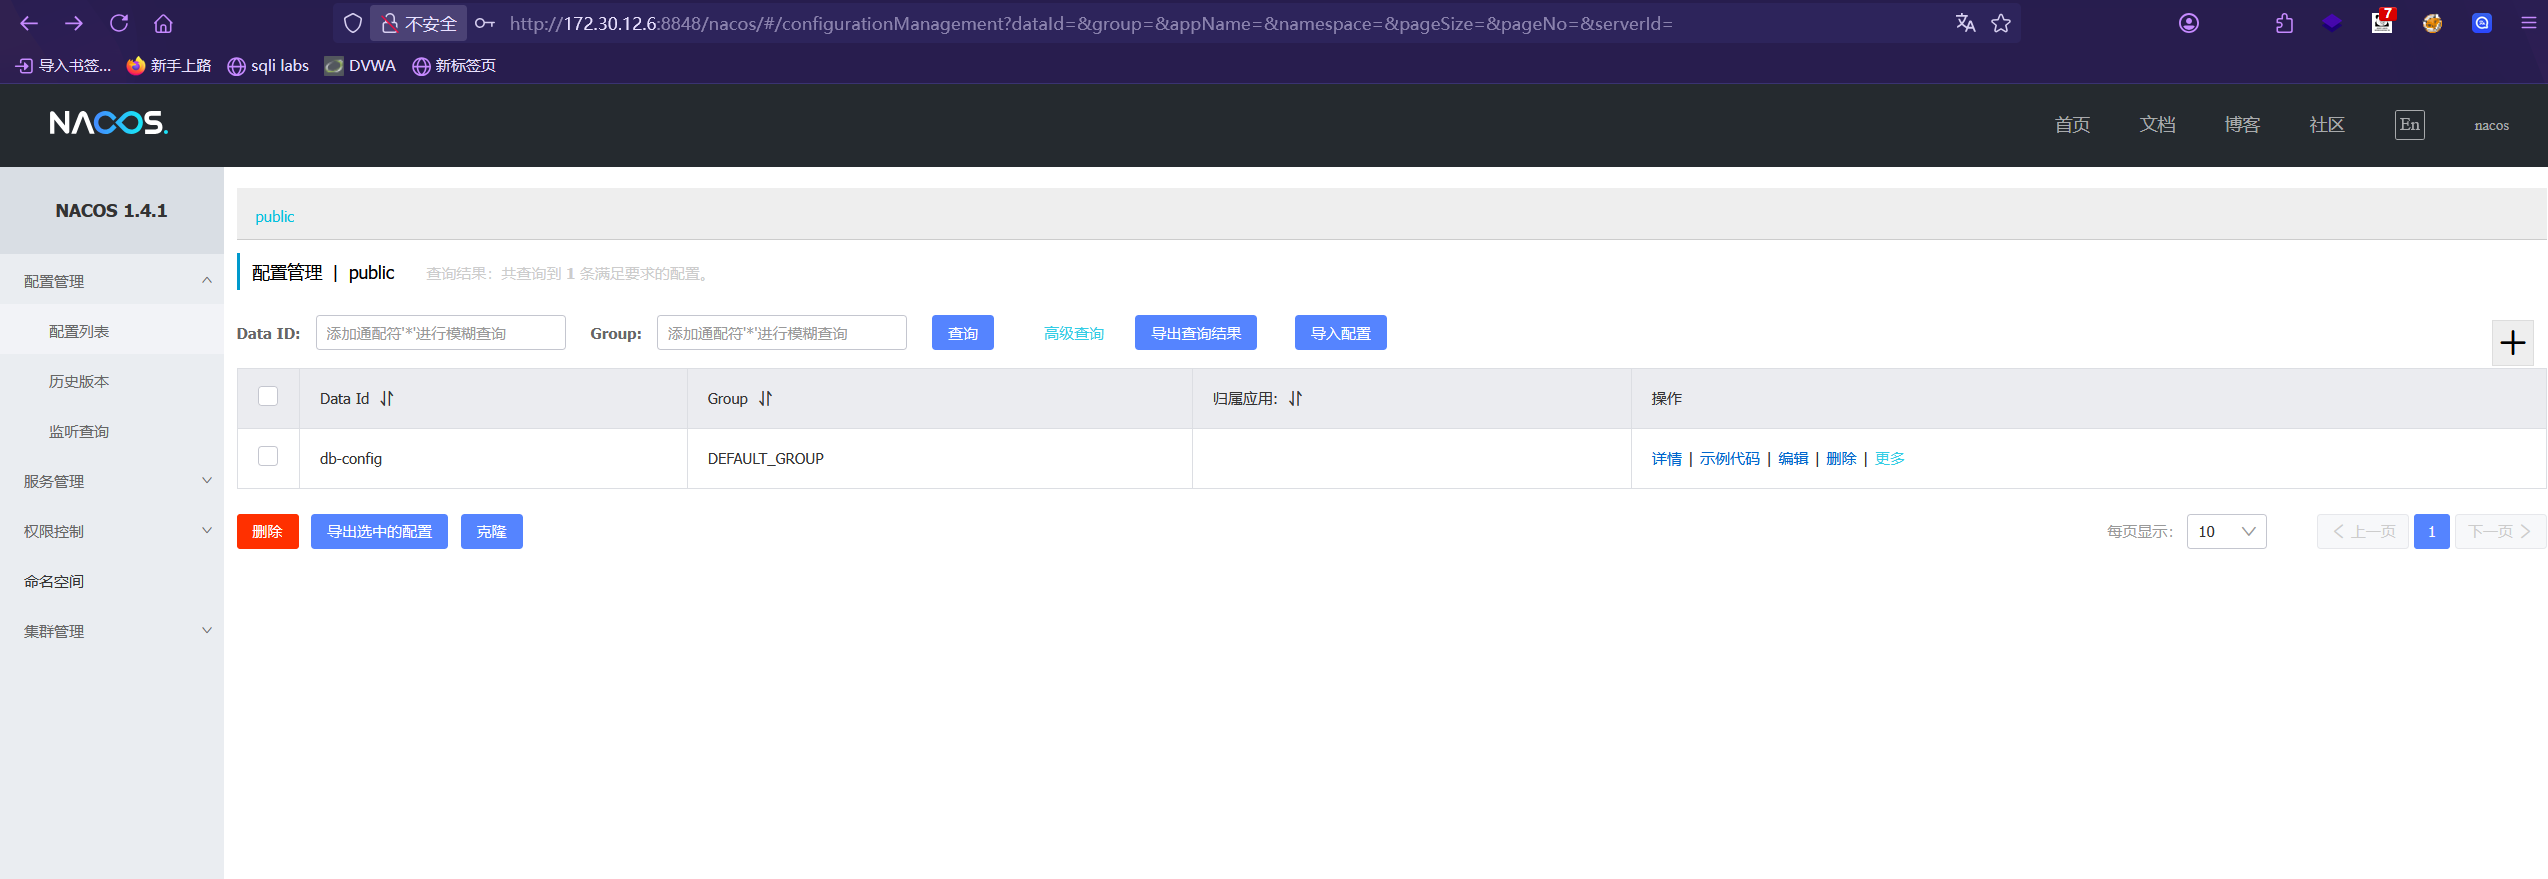 不安全 http://172.30.12.6:8848/nacos/#/configurationManagement?dataId=&group=&appName=&namespace=&pageSize=&pageNo=&serverId= 7
导入书签... 新手上路 sqli labs DVWA 新标签页
NACOS. 首页 文档 博客 社区 En nacos
NACOS 1.4.1
配置管理
配置列表
历史版本
监听查询
服务管理
权限控制
命名空间
集群管理
public
配置管理 | public 查询结果：共查询到 1 条满足要求的配置。
Data ID: 添加通配符'*'进行模糊查询 Group: 添加通配符'*'进行模糊查询 查询 高级查询 导出查询结果 导入配置
Data Id Group 归属应用: 操作
db-config DEFAULT_GROUP 详情 | 示例代码 | 编辑 | 删除 | 更多
删除 导出选中的配置 克隆 每页显示: 10 上一页 1 下一页